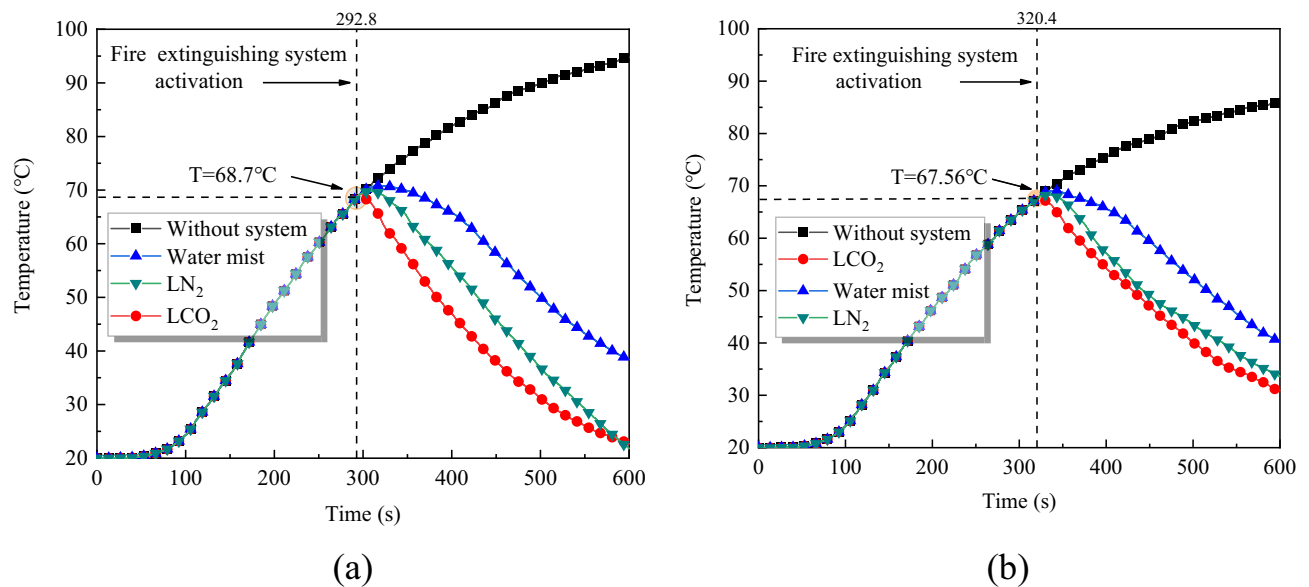 292.8
100
90
80
70
60
50
40
30
20
Temperature (°C)
Fire extinguishing system
activation
T=68.7°C
Without system
Water mist
LN₂
LCO₂
0 100 200 300 400 500 600
Time (s)
(a)
320.4
100
90
80
70
60
50
40
30
20
Temperature (°C)
Fire extinguishing system
activation
T=67.56°C
Without system
LCO₂
Water mist
LN₂
0 100 200 300 400 500 600
Time (s)
(b)